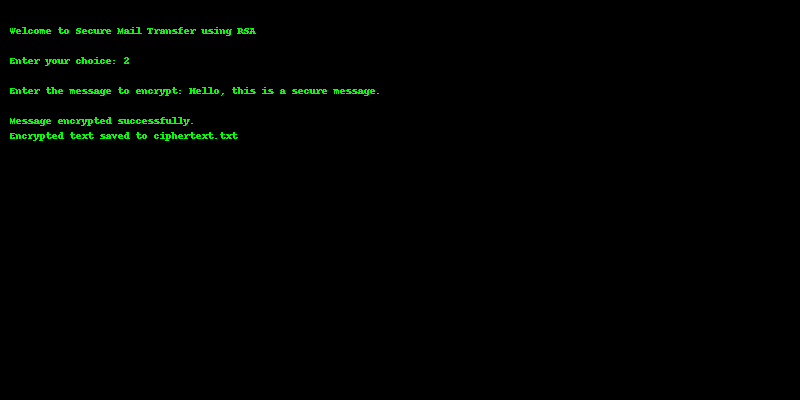 Welcome to Secure Mail Transfer using RSA
Enter your choice: 2
Enter the message to encrypt: Hello, this is a secure message.
Message encrypted successfully.
Encrypted text saved to ciphertext.txt